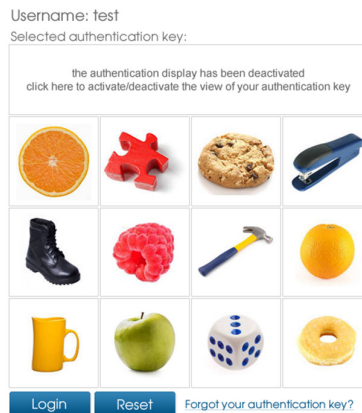 Username: test
Selected authentication key:
the authentication display has been deactivated
click here to activate/deactivate the view of your authentication key
Login Reset Forgot your authentication key?